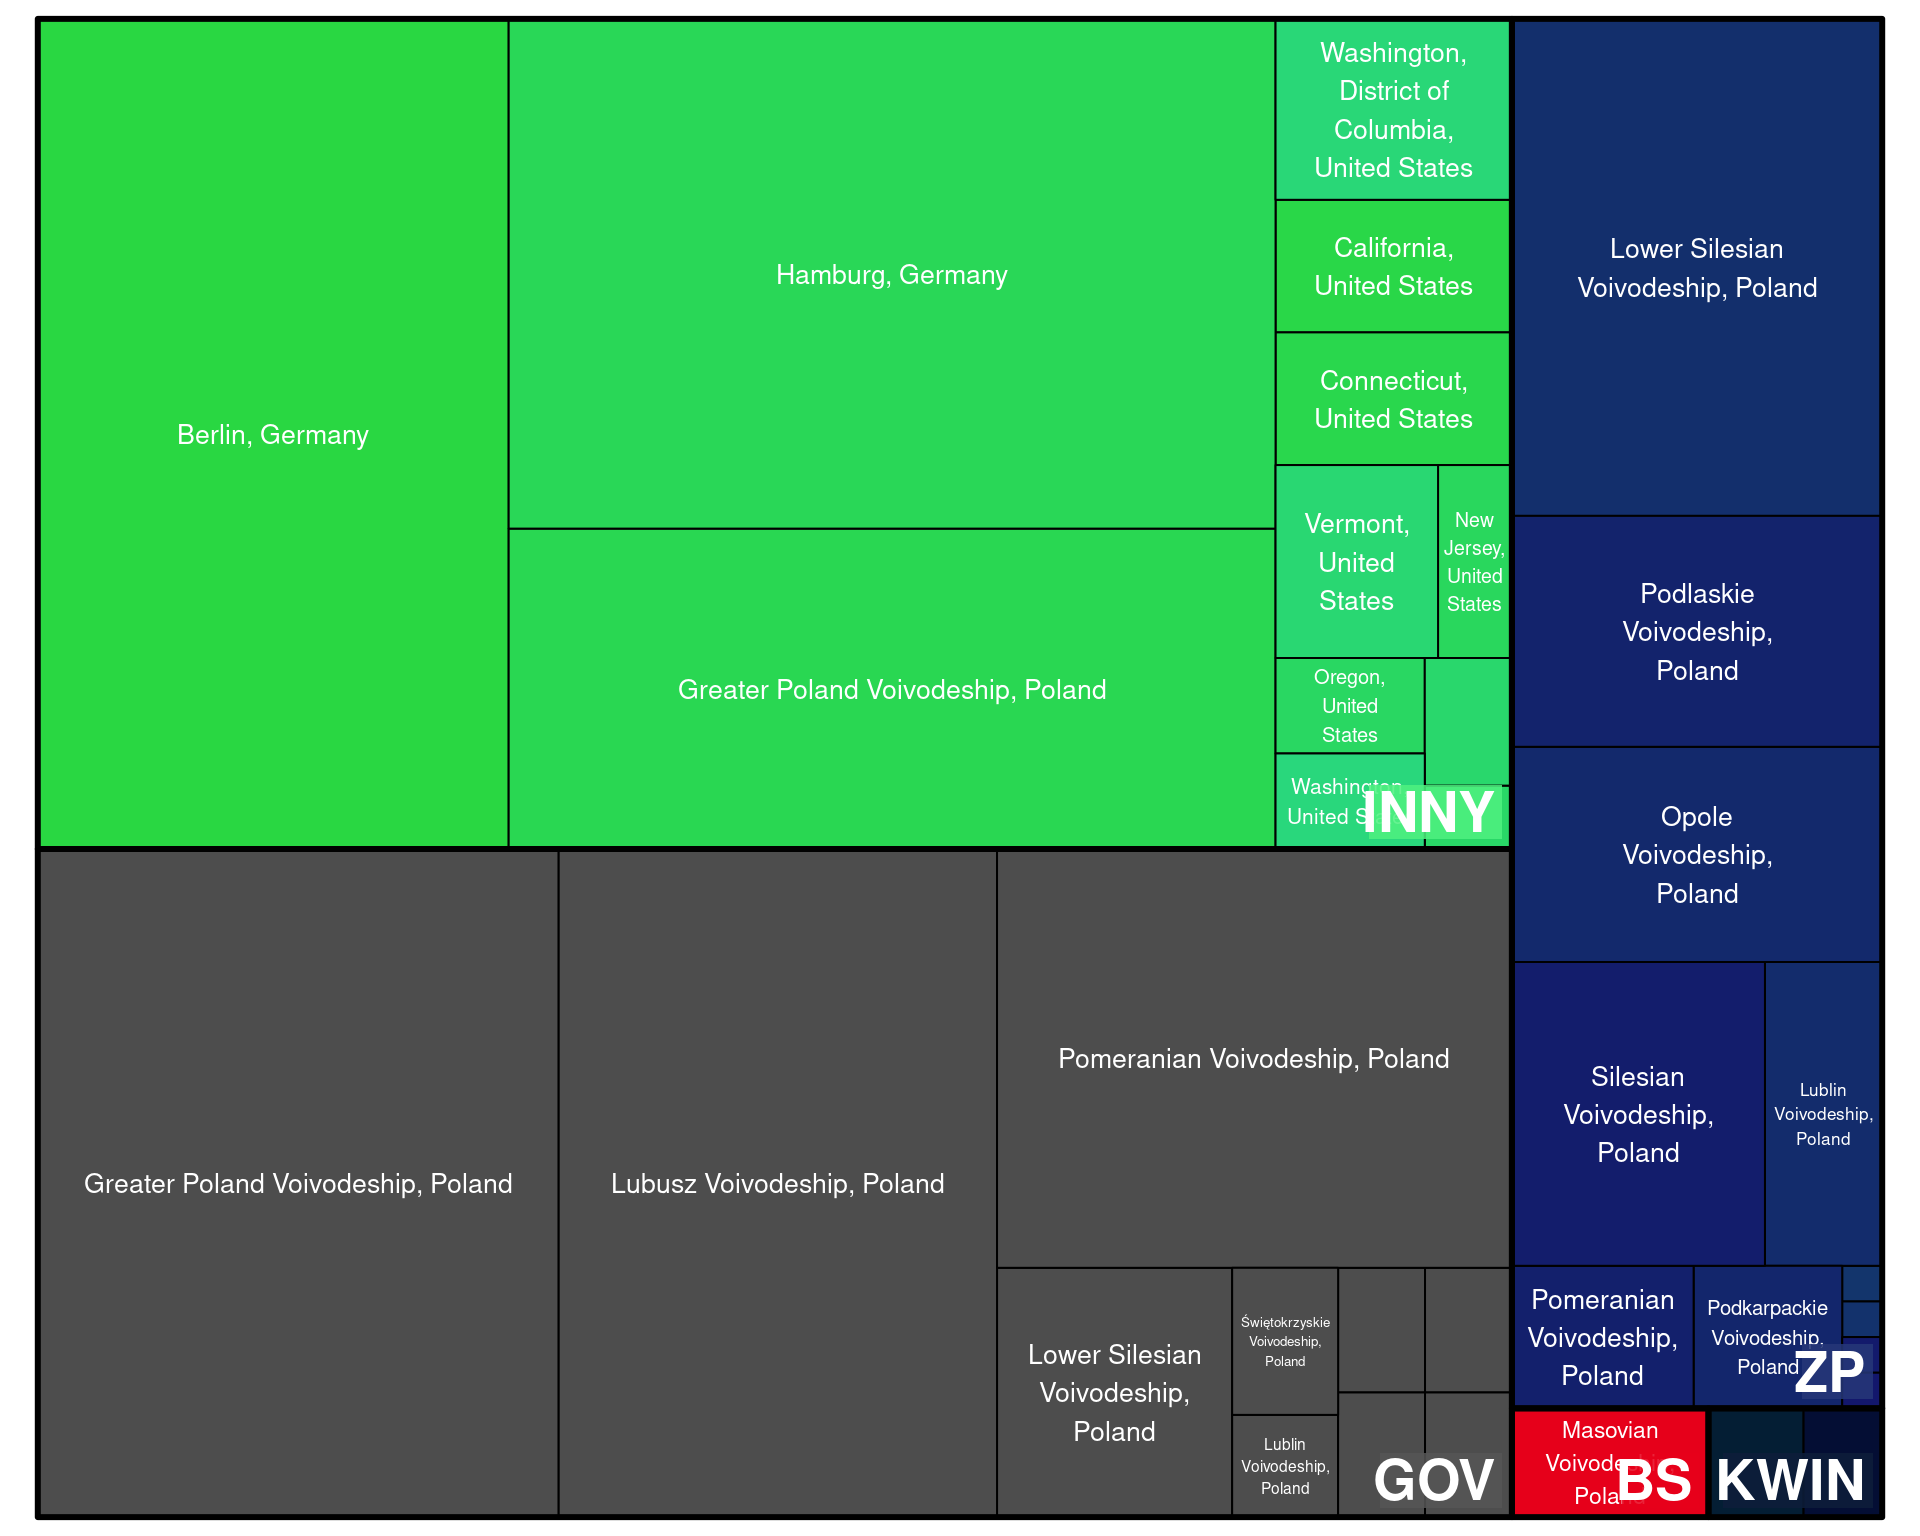 Berlin, Germany
Hamburg, Germany
Greater Poland Voivodeship, Poland
Washington,
District of
Columbia,
United States
California,
United States
Connecticut,
United States
Vermont,
United
States
New
Jersey,
United
States
Oregon,
United
States
Washington
United
INNY
Greater Poland Voivodeship, Poland
Lubusz Voivodeship, Poland
Pomeranian Voivodeship, Poland
Lower Silesian
Voivodeship,
Poland
Świętokrzyskie
Voivodeship,
Poland
Lublin
Voivodeship,
Poland
GOV
Lower Silesian
Voivodeship, Poland
Podlaskie
Voivodeship,
Poland
Opole
Voivodeship,
Poland
Silesian
Voivodeship,
Poland
Lublin
Voivodeship,
Poland
Pomeranian
Voivodeship,
Poland
Podkarpackie
Voivodeship,
Poland
ZP
Masovian
Voivodeship
Poland
BS
KWIN